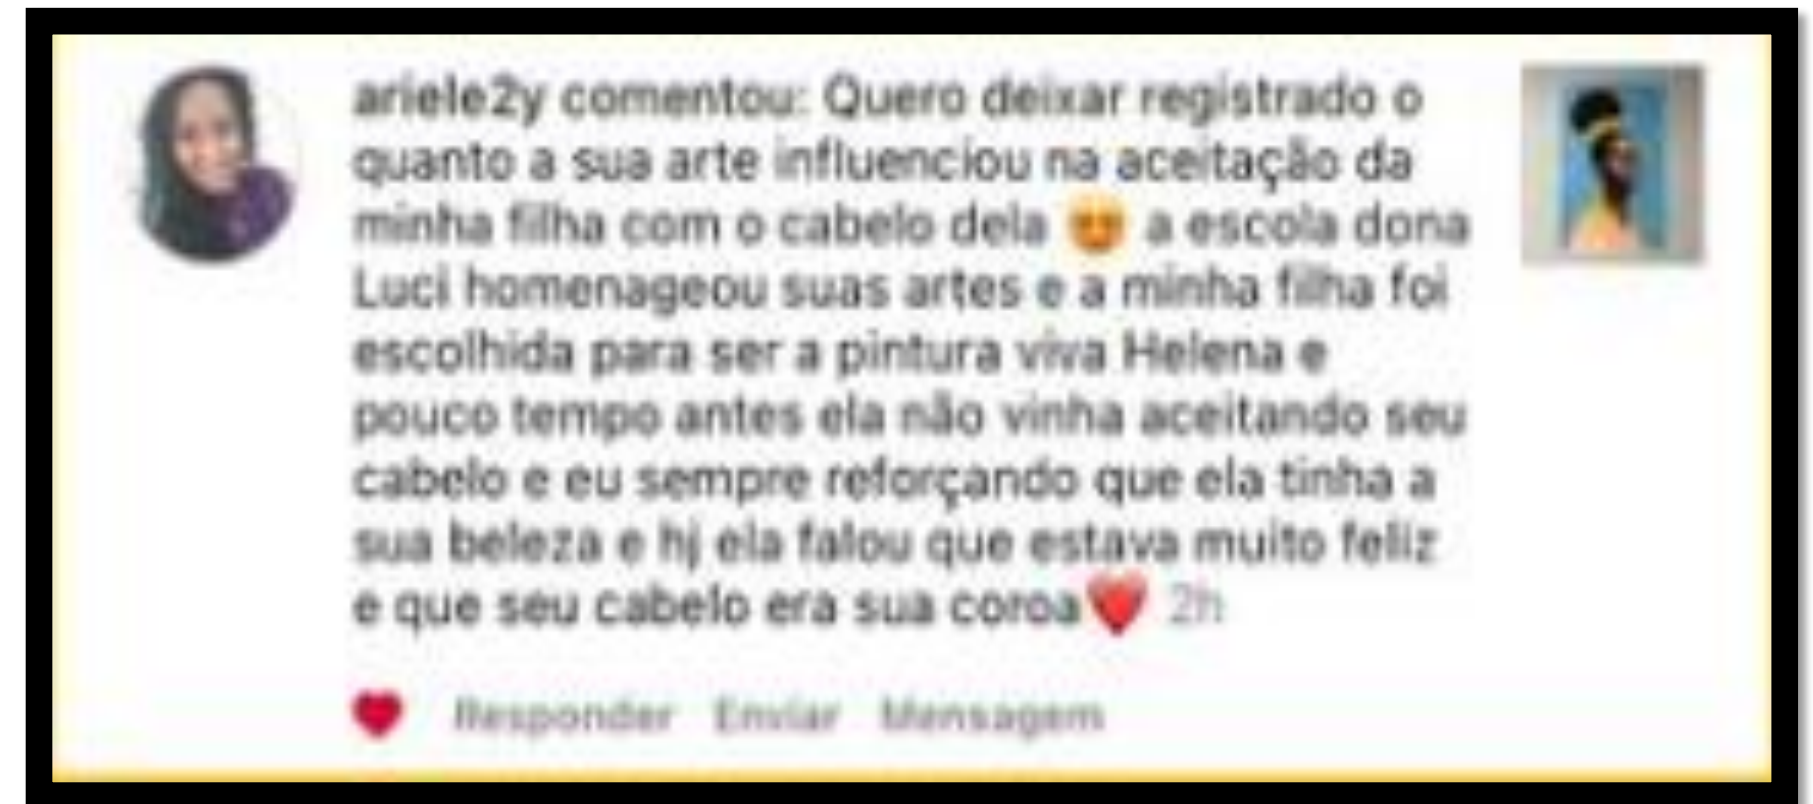 ariele2y comentou: Quero deixar registrado o
quanto a sua arte influenciou na aceitação da
minha filha com o cabelo dela 😍 a escola dona
Luci homenageou suas artes e a minha filha foi
escolhida para ser a pintura viva Helena e
pouco tempo antes ela não vinha aceitando seu
cabelo e eu sempre reforçando que ela tinha a
sua beleza e hj ela falou que estava muito feliz
e que seu cabelo era sua coroa❤️ 2h
Responder Enviar Mensagem